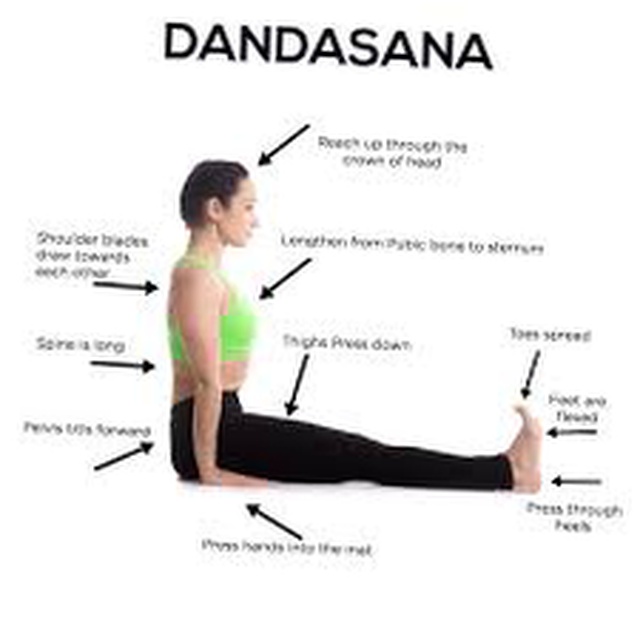 DANDASANA
Reach up through the
crown of head
Shoulder blades
draw towards
each other
Lengthen from Pubic bone to sternum
Spine is long
Thighs Press down
Toes spread
Feet are
flexed
Pelvis tilts forward
Press through
heels
Press hands into the mat